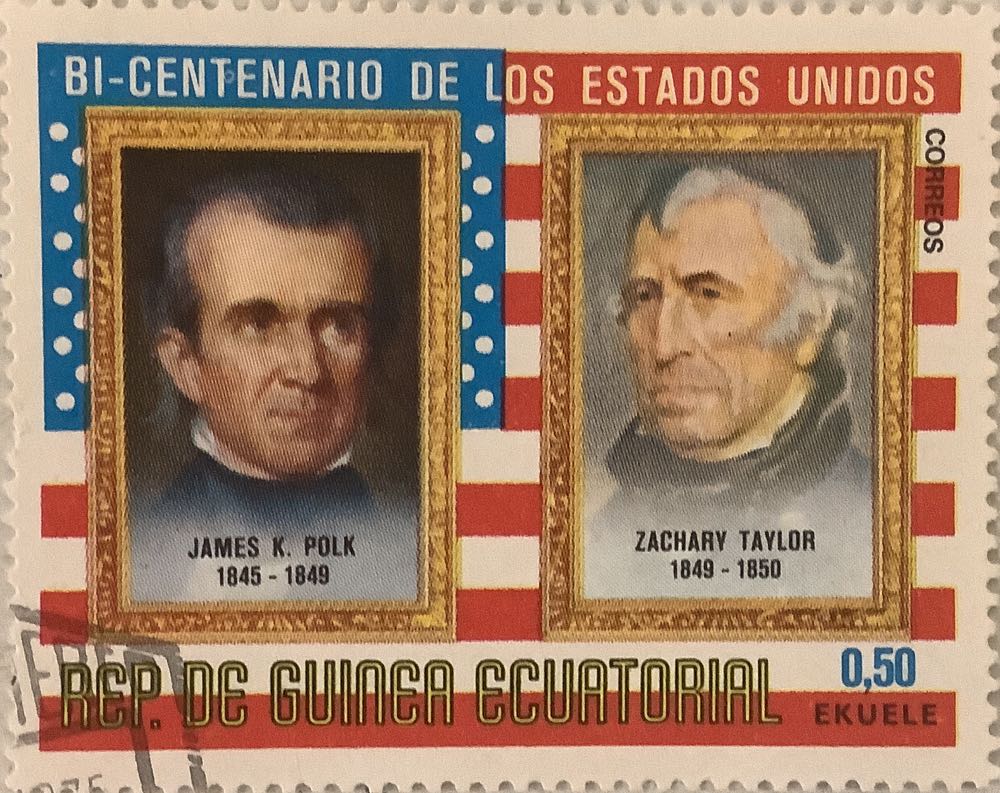 BI-CENTENARIO DE LOS ESTADOS UNIDOS
CORREOS
JAMES K. POLK
1845 - 1849
ZACHARY TAYLOR
1849 - 1850
0,50
EKUELE
REP. DE GUINEA ECUATORIAL